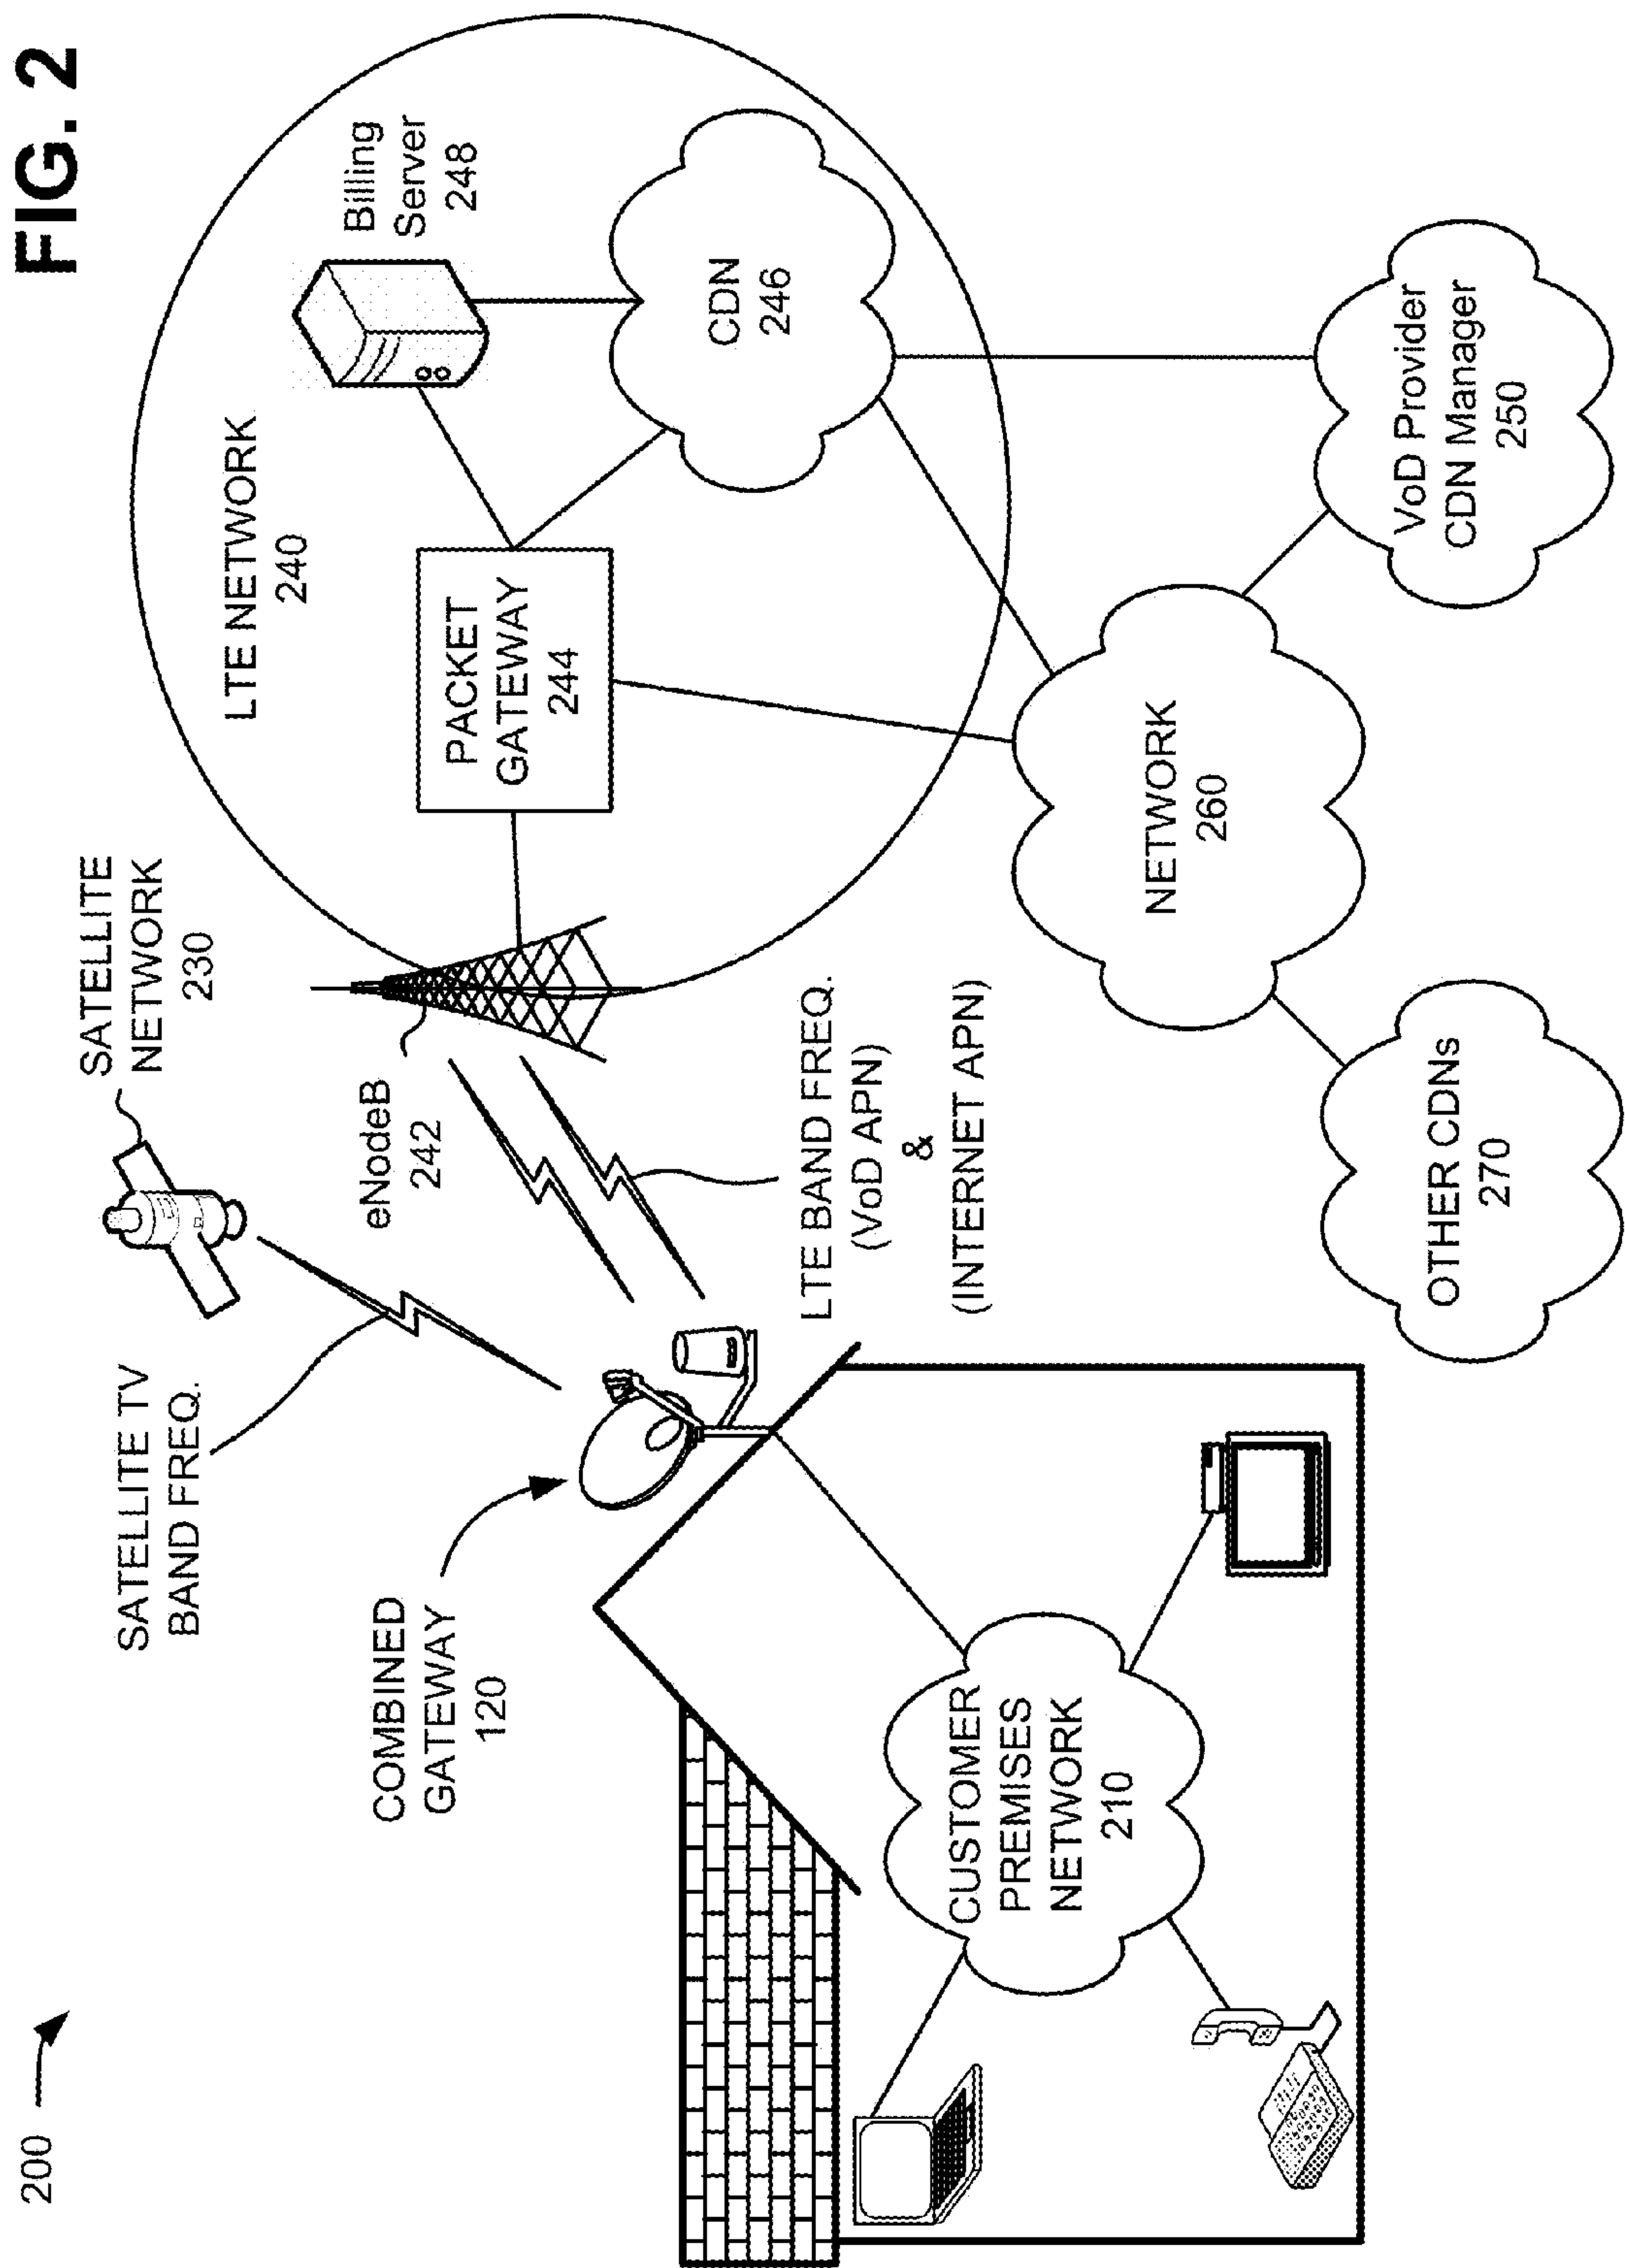 FIG. 2
200
SATELLITE TV
BAND FREQ.
SATELLITE
NETWORK
230
COMBINED
GATEWAY
120
eNodeB
242
LTE NETWORK
240
Billing
Server
248
PACKET
GATEWAY
244
CDN
246
LTE BAND FREQ.
(VoD APN)
&
(INTERNET APN)
CUSTOMER
PREMISES
NETWORK
210
NETWORK
260
VoD Provider
CDN Manager
250
OTHER CDNs
270